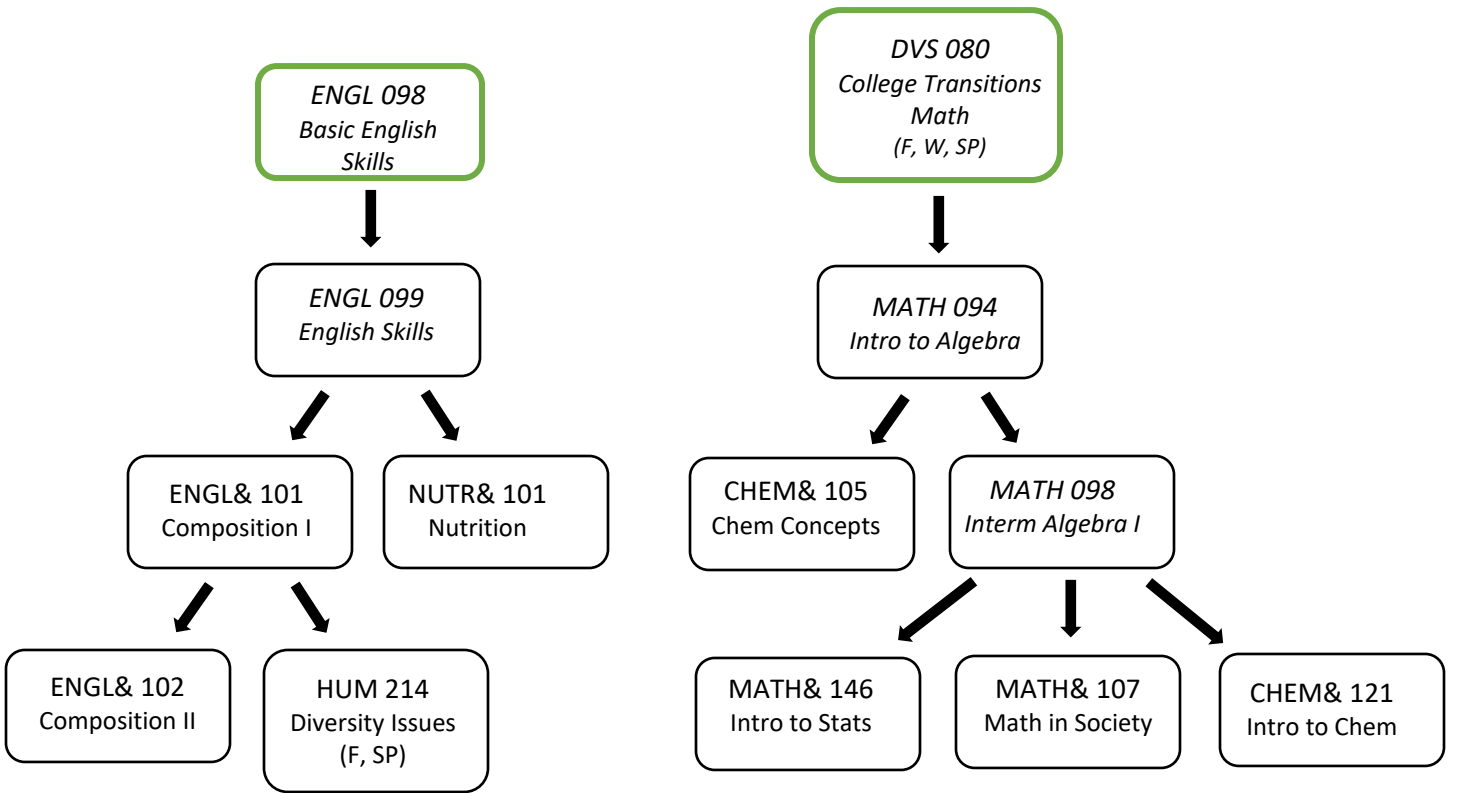 ENGL 098
Basic English
Skills
DVS 080
College Transitions
Math
(F, W, SP)
ENGL 099
English Skills
MATH 094
Intro to Algebra
ENGL& 101
Composition I
NUTR& 101
Nutrition
CHEM& 105
Chem Concepts
MATH 098
Interm Algebra I
ENGL& 102
Composition II
HUM 214
Diversity Issues
(F, SP)
MATH& 146
Intro to Stats
MATH& 107
Math in Society
CHEM& 121
Intro to Chem